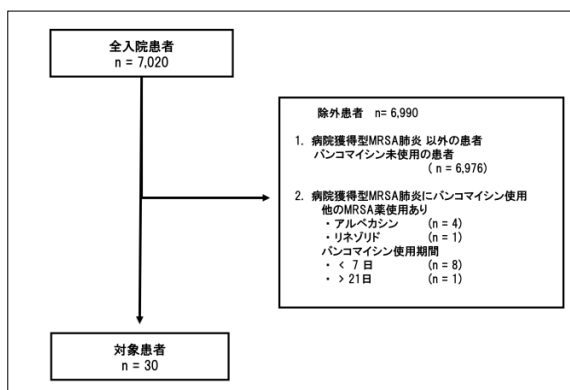 全入院患者
n = 7,020
除外患者 n= 6,990
1. 病院獲得型MRSA肺炎 以外の患者
バンコマイシン未使用の患者
( n = 6,976)
2. 病院獲得型MRSA肺炎にバンコマイシン使用
他のMRSA薬使用あり
・アルベカシン (n = 4)
・リネゾリド (n = 1)
バンコマイシン使用期間
・ < 7 日 (n = 8)
・ > 21日 (n = 1)
対象患者
n = 30